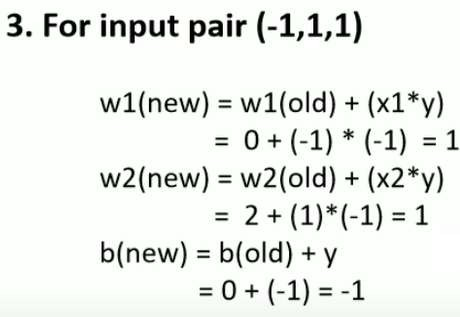 3. For input pair (-1,1,1)
w1(new) = w1(old) + (x1*y)
= 0 + (-1) * (-1) = 1
w2(new) = w2(old) + (x2*y)
= 2 + (1)*(-1) = 1
b(new) = b(old) + y
= 0 + (-1) = -1